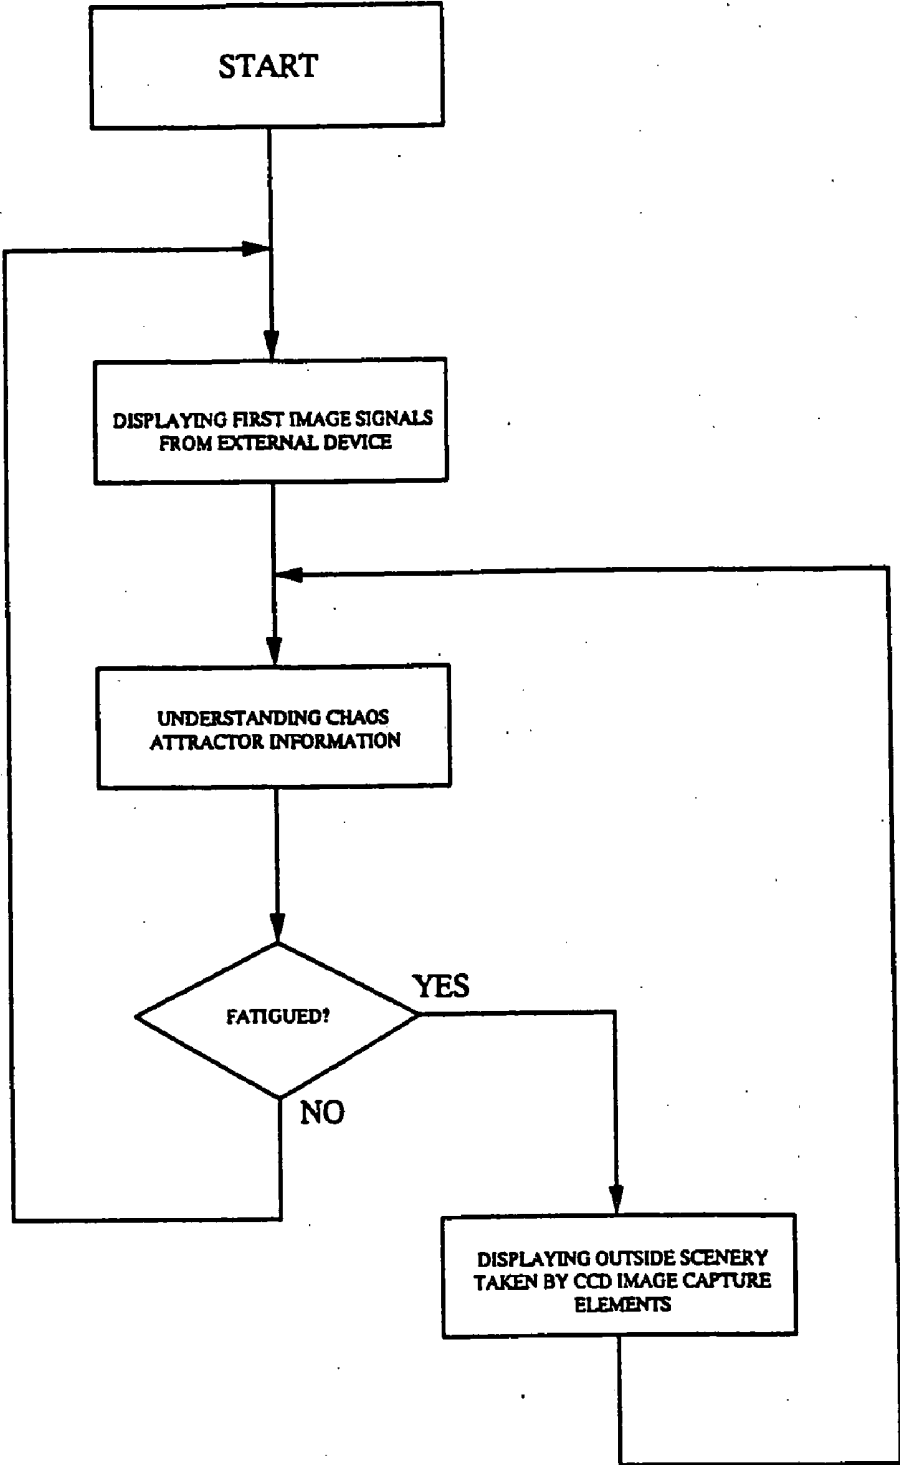 START
DISPLAYING FIRST IMAGE SIGNALS
FROM EXTERNAL DEVICE
UNDERSTANDING CHAOS
ATTRACTOR INFORMATION
FATIGUED?
YES
NO
DISPLAYING OUTSIDE SCENERY
TAKEN BY CCD IMAGE CAPTURE
ELEMENTS